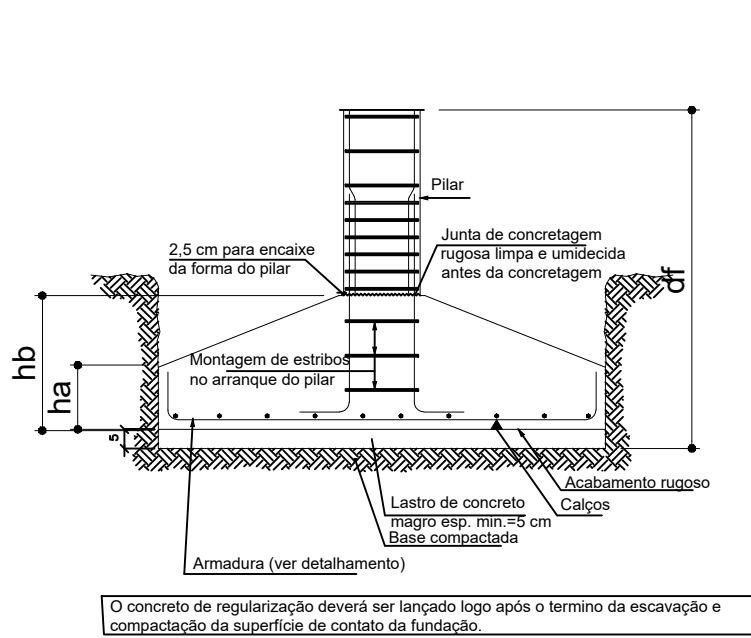 Pilar
2,5 cm para encaixe
da forma do pilar
Junta de concretagem
rugosa limpa e umidecida
antes da concretagem
df
hb
ha
Montagem de estribos
no arranque do pilar
5
Acabamento rugoso
Calços
Lastro de concreto
magro esp. min.=5 cm
Base compactada
Armadura (ver detalhamento)
O concreto de regularização deverá ser lançado logo após o termino da escavação e
compactação da superfície de contato da fundação.